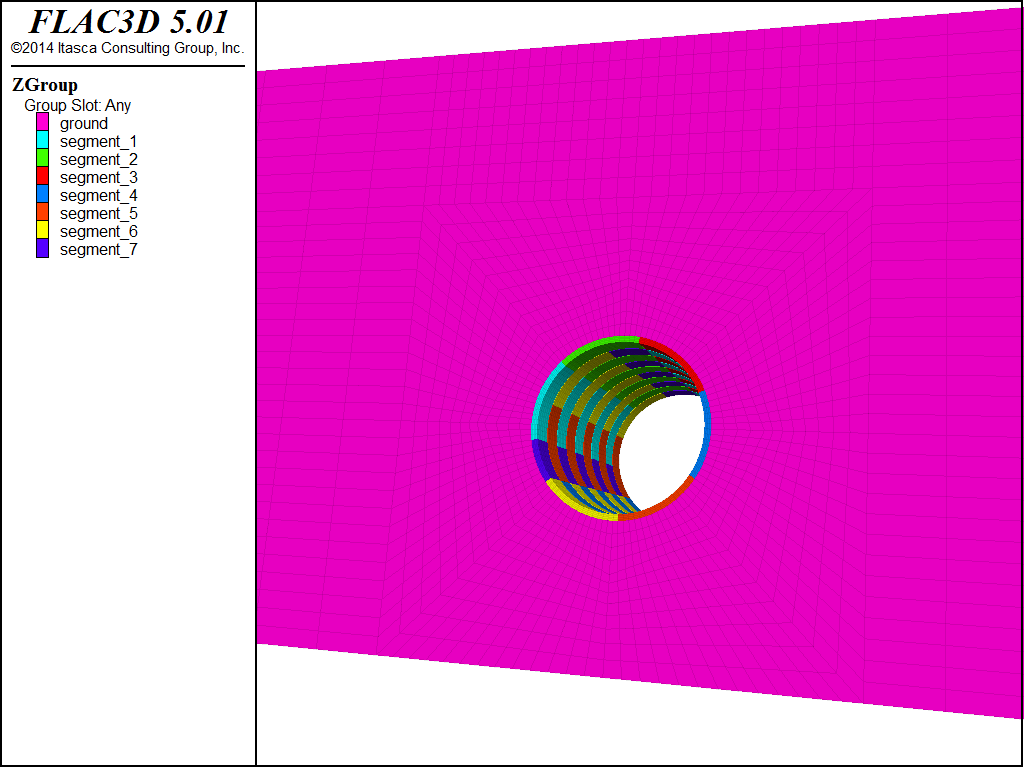 FLAC3D 5.01
©2014 Itasca Consulting Group, Inc.
ZGroup
Group Slot: Any
ground
segment_1
segment_2
segment_3
segment_4
segment_5
segment_6
segment_7